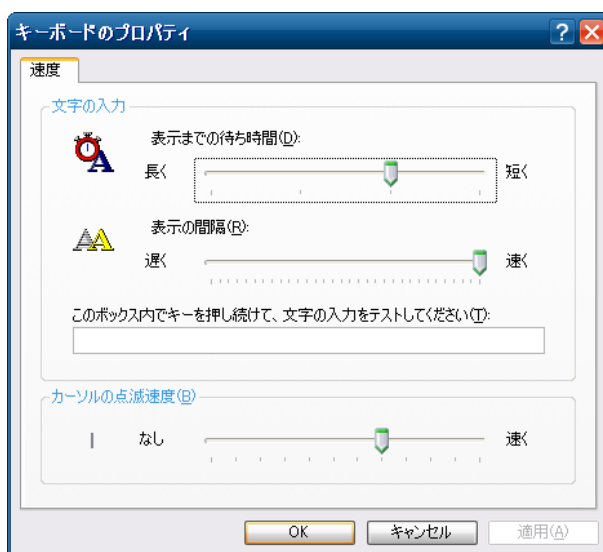 キーボードのプロパティ
速度
文字の入力
表示までの待ち時間(D):
長く 短く
表示の間隔(R):
遅く 速く
このボックス内でキーを押し続けて、文字の入力をテストしてください(T):
カーソルの点滅速度(B)
なし 速く
OK キャンセル 適用(A)